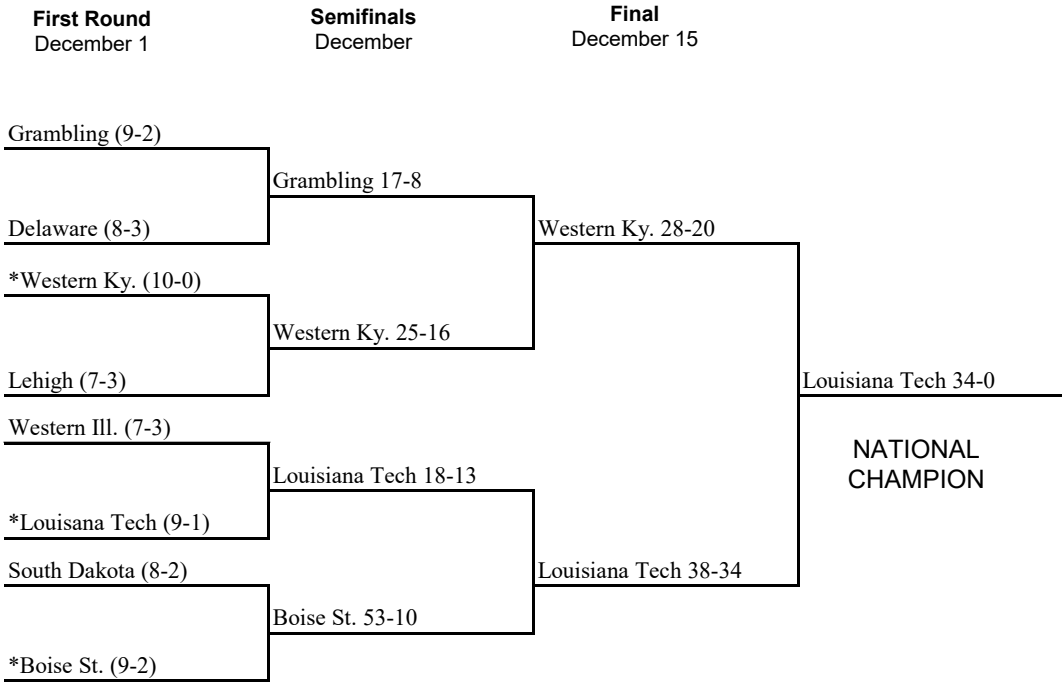 First Round
December 1
Semifinals
December
Final
December 15
Grambling (9-2)
Grambling 17-8
Delaware (8-3)
Western Ky. 28-20
*Western Ky. (10-0)
Western Ky. 25-16
Lehigh (7-3)
Louisiana Tech 34-0
Western Ill. (7-3)
NATIONAL
CHAMPION
Louisiana Tech 18-13
*Louisana Tech (9-1)
South Dakota (8-2)
Louisiana Tech 38-34
Boise St. 53-10
*Boise St. (9-2)